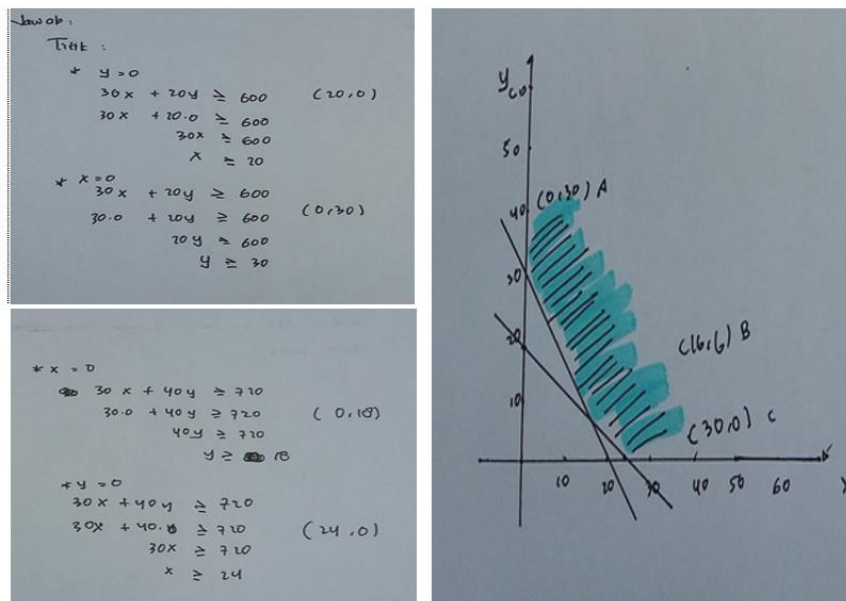 Jawab :
Titik :
* y = 0
30x + 20y ≥ 600 (20,0)
30x + 20.0 ≥ 600
30x ≥ 600
x ≥ 20
* x = 0
30x + 20y ≥ 600
30.0 + 20y ≥ 600 (0,30)
20y ≥ 600
y ≥ 30
* x = 0
30x + 40y ≥ 720
30.0 + 40y ≥ 720 (0,18)
40y ≥ 720
y ≥ 18
* y = 0
30x + 40y ≥ 720
30x + 40.0 ≥ 720 (24,0)
30x ≥ 720
x ≥ 24
y
60
50
40
(0,30) A
30
20
(16,6) B
10
(30,0) C
10 20 30 40 50 60
x